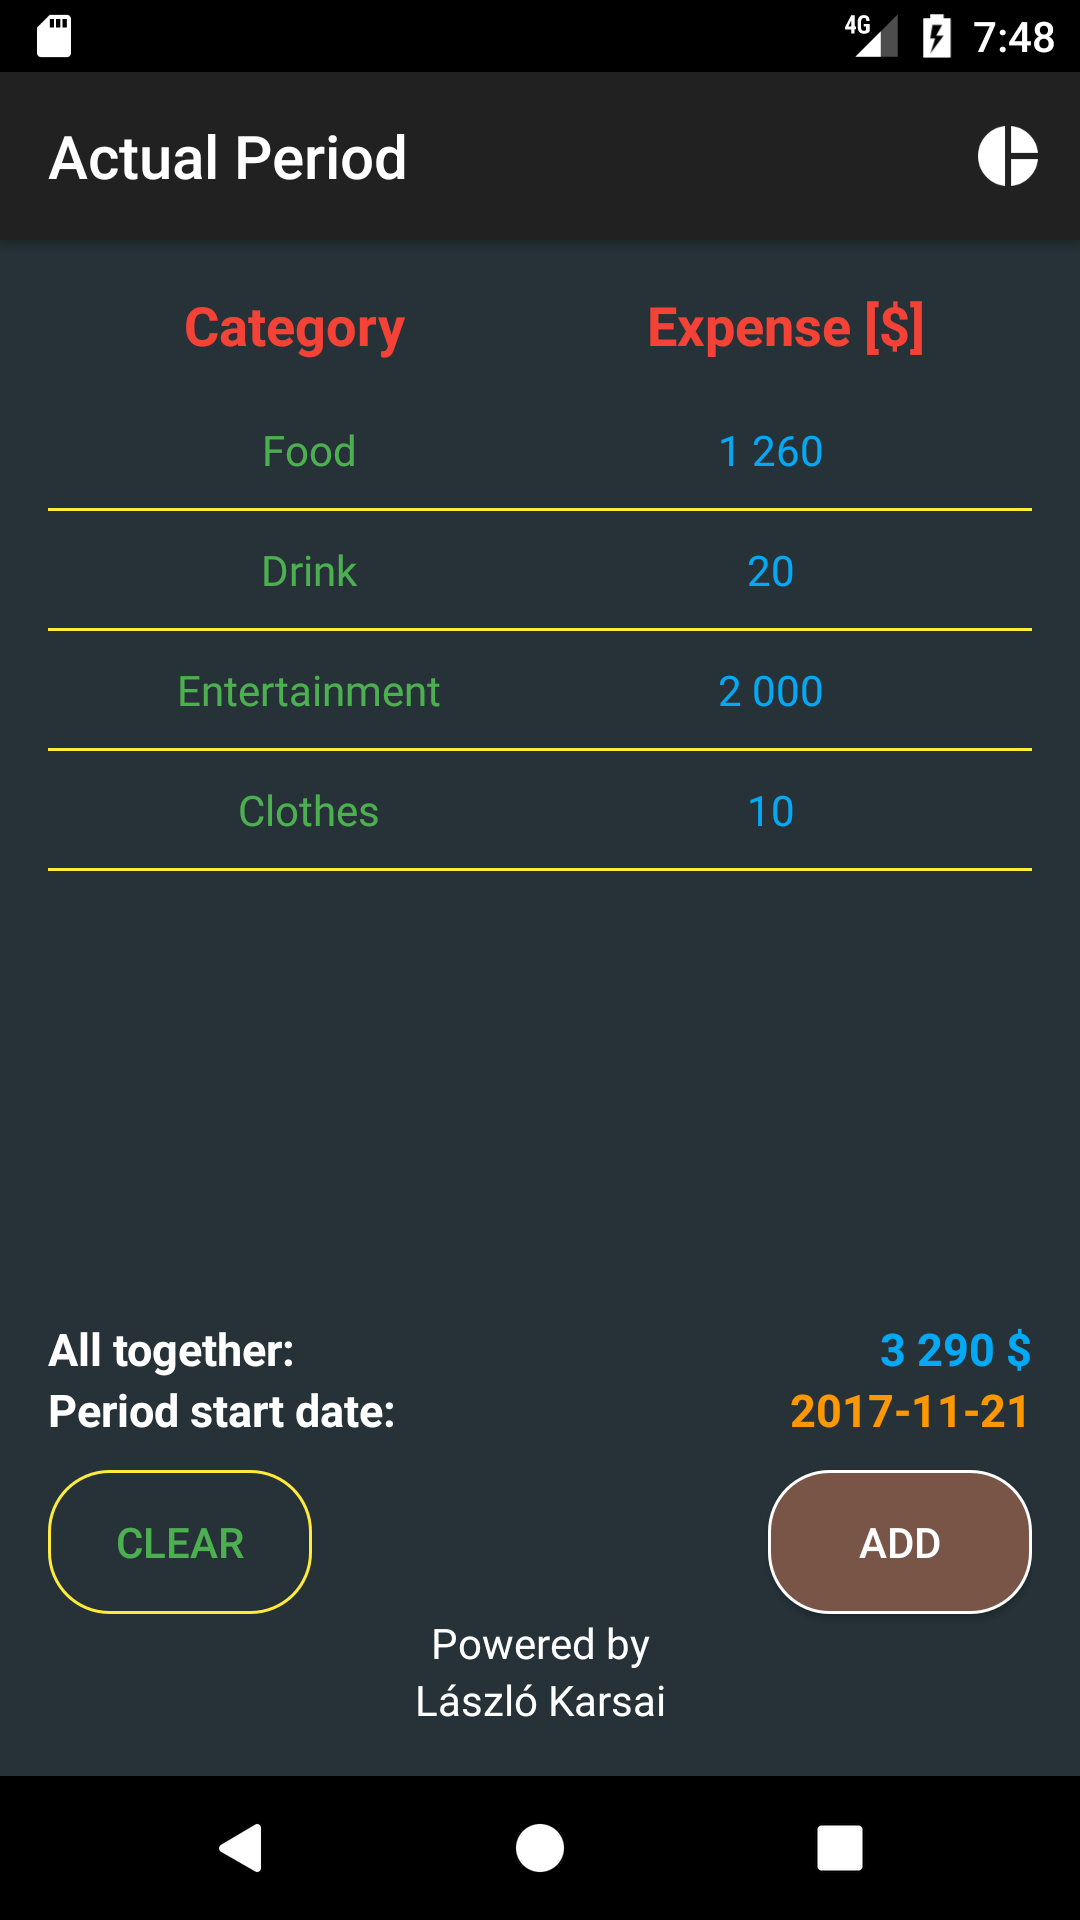 4G 7:48
Actual Period
Category Expense [$]
Food 1 260
Drink 20
Entertainment 2 000
Clothes 10
All together: 3 290 $
Period start date: 2017-11-21
CLEAR ADD
Powered by
László Karsai